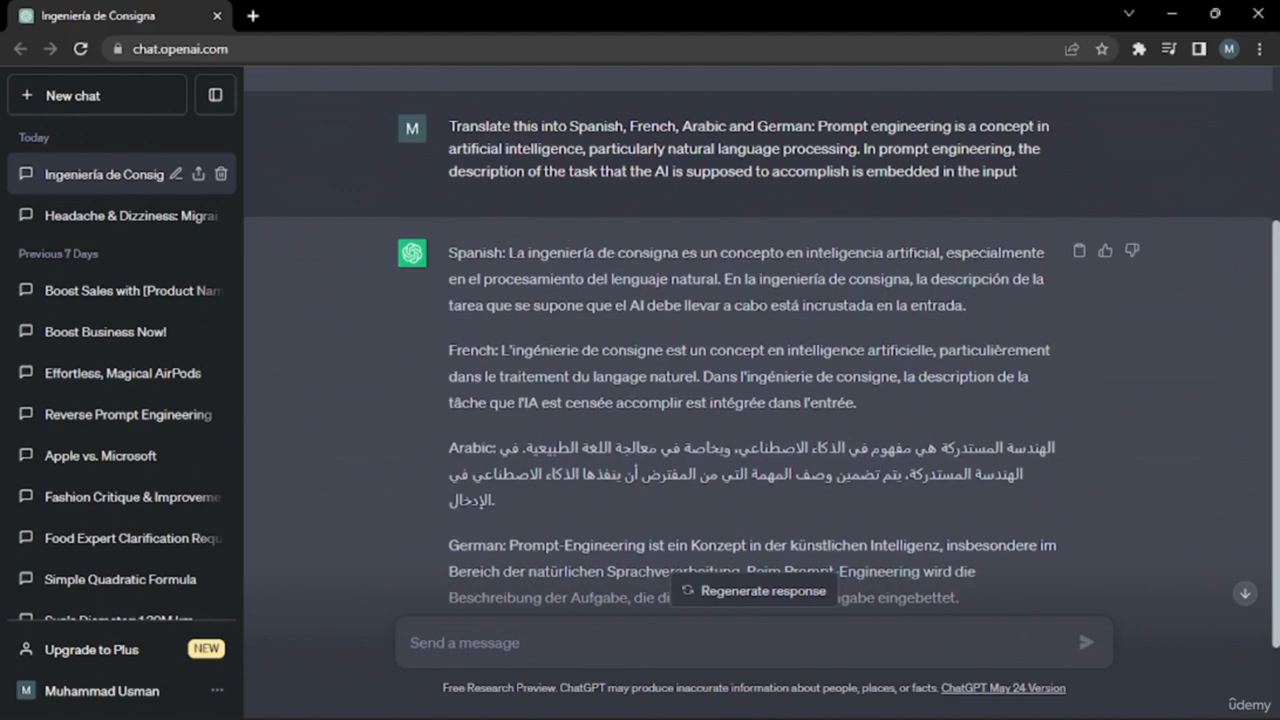 Ingeniería de Consigna
chat.openai.com
M
New chat
Today
Ingeniería de Consig
Headache & Dizziness: Migrai
Previous 7 Days
Boost Sales with [Product Nam
Boost Business Now!
Effortless, Magical AirPods
Reverse Prompt Engineering
Apple vs. Microsoft
Fashion Critique & Improveme
Food Expert Clarification Requ
Simple Quadratic Formula
Upgrade to Plus
NEW
M
Muhammad Usman
M
Translate this into Spanish, French, Arabic and German: Prompt engineering is a concept in
artificial intelligence, particularly natural language processing. In prompt engineering, the
description of the task that the AI is supposed to accomplish is embedded in the input
Spanish: La ingeniería de consigna es un concepto en inteligencia artificial, especialmente
en el procesamiento del lenguaje natural. En la ingeniería de consigna, la descripción de la
tarea que se supone que el AI debe llevar a cabo está incrustada en la entrada.
French: L'ingénierie de consigne est un concept en intelligence artificielle, particulièrement
dans le traitement du langage naturel. Dans l'ingénierie de consigne, la description de la
tâche que l'IA est censée accomplir est intégrée dans l'entrée.
Arabic: الهندسة المستدركة هي مفهوم في الذكاء الاصطناعي، وبخاصة في معالجة اللغة الطبيعية. في
الهندسة المستدركة، يتم تضمين وصف المهمة التي من المفترض أن ينفذها الذكاء الاصطناعي في
الإدخال.
German: Prompt-Engineering ist ein Konzept in der künstlichen Intelligenz, insbesondere im
Bereich der natürlichen Sprachverarbeitung. Beim Prompt-Engineering wird die
Beschreibung der Aufgabe, die eingebettet.
Regenerate response
Send a message
Free Research Preview. ChatGPT may produce inaccurate information about people, places, or facts. ChatGPT May 24 Version
ûdemy